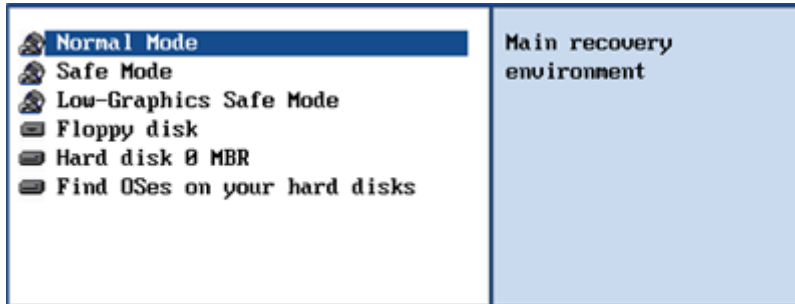 Normal Mode
Safe Mode
Low-Graphics Safe Mode
Floppy disk
Hard disk 0 MBR
Find OSes on your hard disks
Main recovery
environment